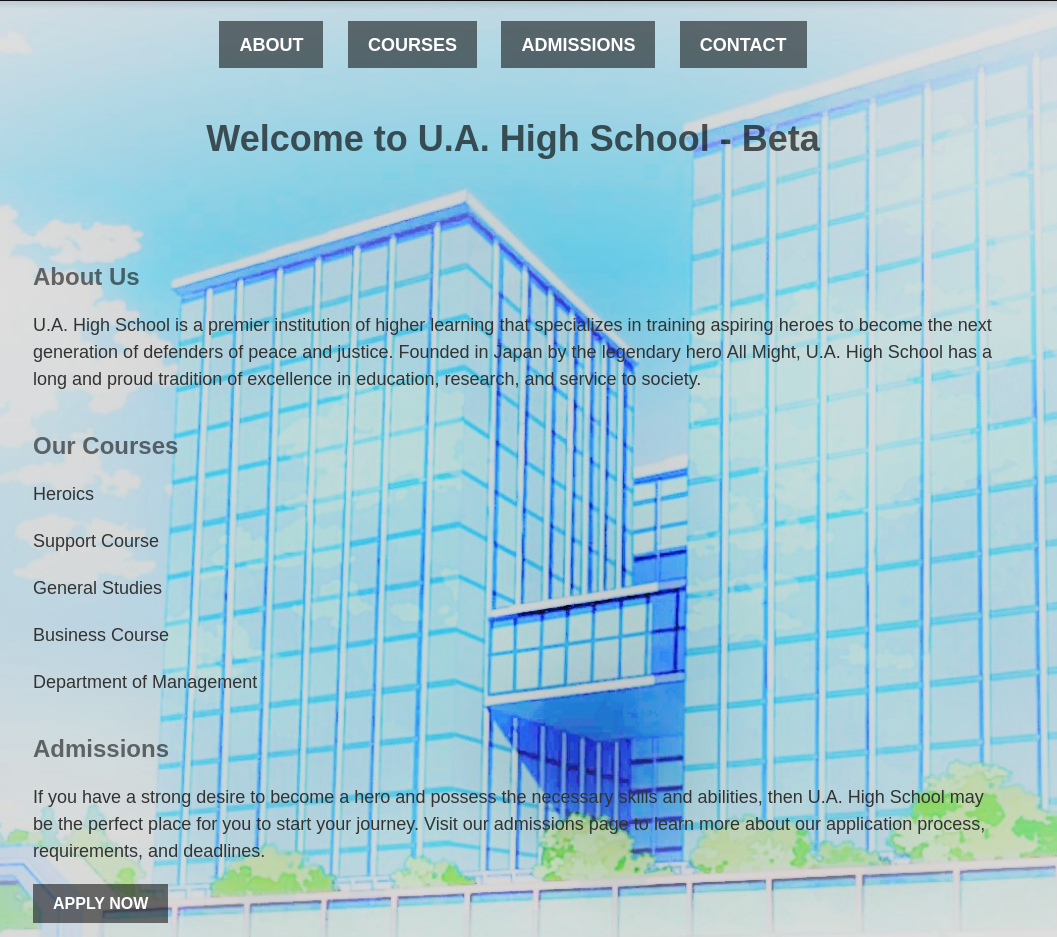 ABOUT COURSES ADMISSIONS CONTACT
Welcome to U.A. High School - Beta
About Us
U.A. High School is a premier institution of higher learning that specializes in training aspiring heroes to become the next
generation of defenders of peace and justice. Founded in Japan by the legendary hero All Might, U.A. High School has a
long and proud tradition of excellence in education, research, and service to society.
Our Courses
Heroics
Support Course
General Studies
Business Course
Department of Management
Admissions
If you have a strong desire to become a hero and possess the necessary skills and abilities, then U.A. High School may
be the perfect place for you to start your journey. Visit our admissions page to learn more about our application process,
requirements, and deadlines.
APPLY NOW